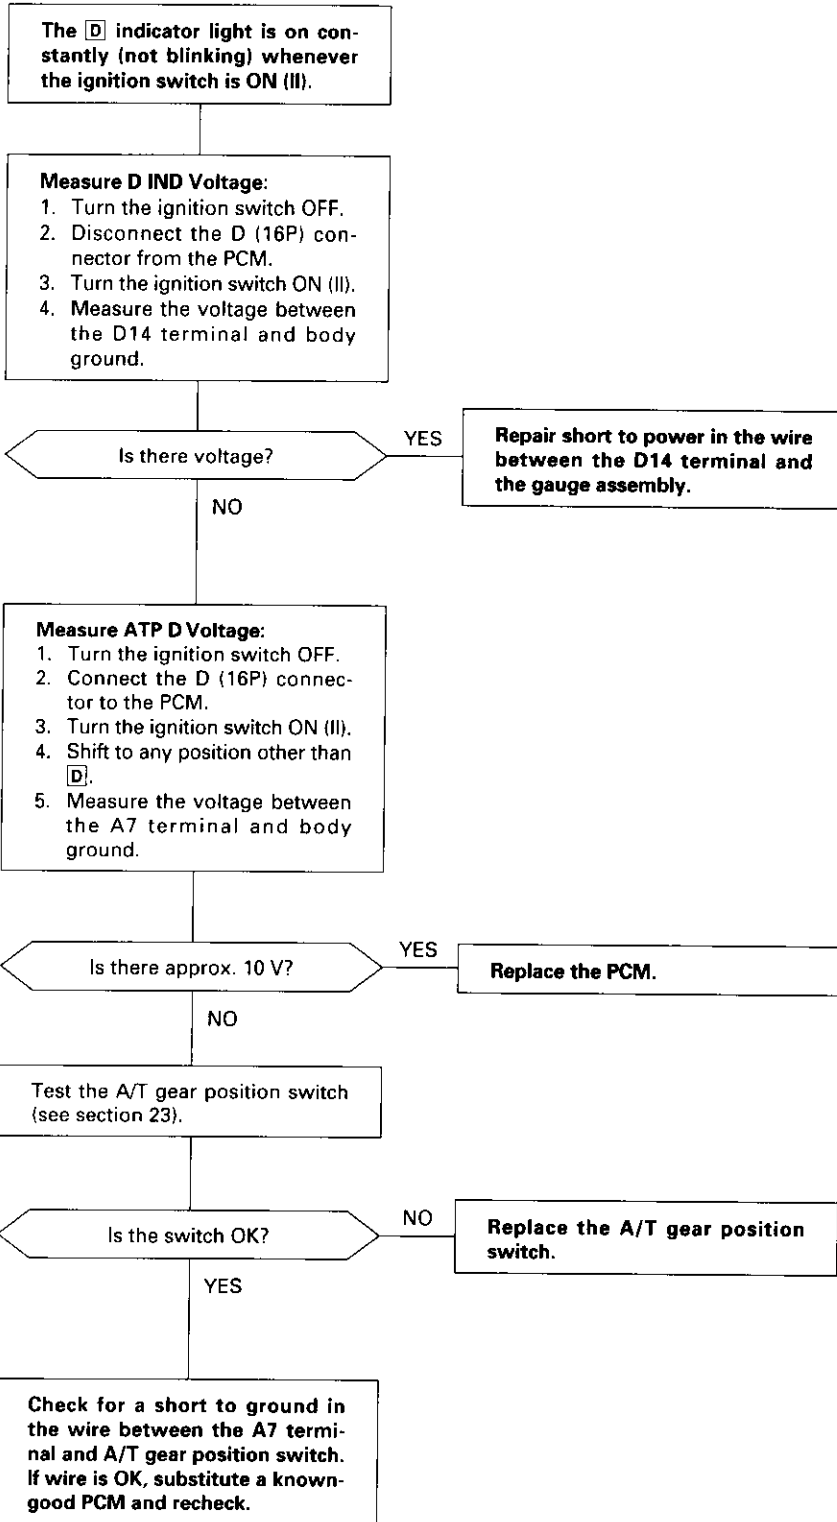 The D indicator light is on con-
stantly (not blinking) whenever
the ignition switch is ON (II).
Measure D IND Voltage:
1. Turn the ignition switch OFF.
2. Disconnect the D (16P) con-
nector from the PCM.
3. Turn the ignition switch ON (II).
4. Measure the voltage between
the D14 terminal and body
ground.
Is there voltage?
YES
Repair short to power in the wire
between the D14 terminal and
the gauge assembly.
NO
Measure ATP D Voltage:
1. Turn the ignition switch OFF.
2. Connect the D (16P) connec-
tor to the PCM.
3. Turn the ignition switch ON (II).
4. Shift to any position other than
D.
5. Measure the voltage between
the A7 terminal and body
ground.
Is there approx. 10 V?
YES
Replace the PCM.
NO
Test the A/T gear position switch
(see section 23).
Is the switch OK?
NO
Replace the A/T gear position
switch.
YES
Check for a short to ground in
the wire between the A7 termi-
nal and A/T gear position switch.
If wire is OK, substitute a known-
good PCM and recheck.